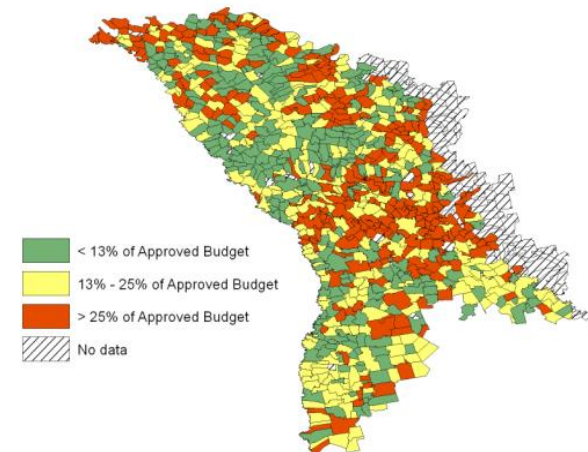 < 13% of Approved Budget
13% - 25% of Approved Budget
> 25% of Approved Budget
No data